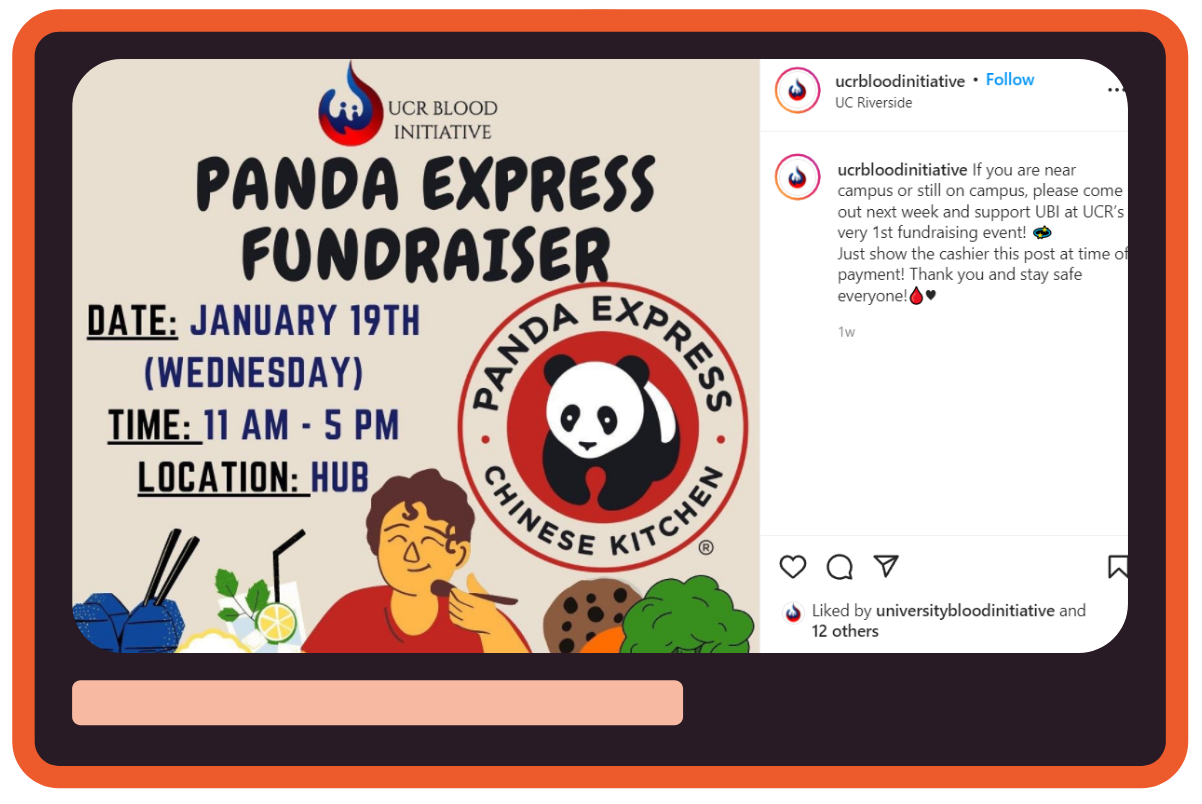 UCR BLOOD
INITIATIVE
PANDA EXPRESS
FUNDRAISER
DATE: JANUARY 19TH
(WEDNESDAY)
TIME: 11 AM - 5 PM
LOCATION: HUB
PANDA EXPRESS
CHINESE KITCHEN
®
ucrbloodinitiative • Follow
UC Riverside
ucrbloodinitiative If you are near
campus or still on campus, please come
out next week and support UBI at UCR's
very 1st fundraising event!
Just show the cashier this post at time of
payment! Thank you and stay safe
everyone!🩸♥
1w
Liked by universitybloodinitiative and
12 others